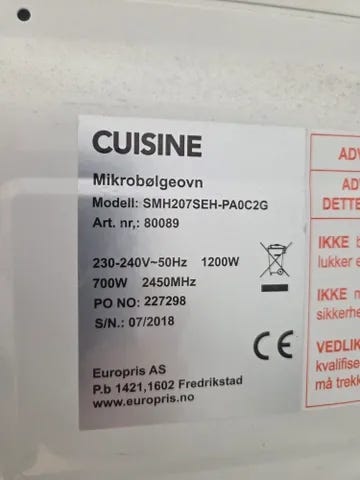 CUISINE
Mikrobølgeovn
Modell: SMH207SEH-PA0C2G
Art. nr,: 80089
230-240V~50Hz 1200W
700W 2450MHz
PO NO: 227298
S/N.: 07/2018
CE
Europris AS
P.b 1421,1602 Fredrikstad
www.europris.no
ADV
ADV
DETTE
IKKE b
lukker e
IKKE m
sikkerhe
VEDLIK
kvalifise
må trekk